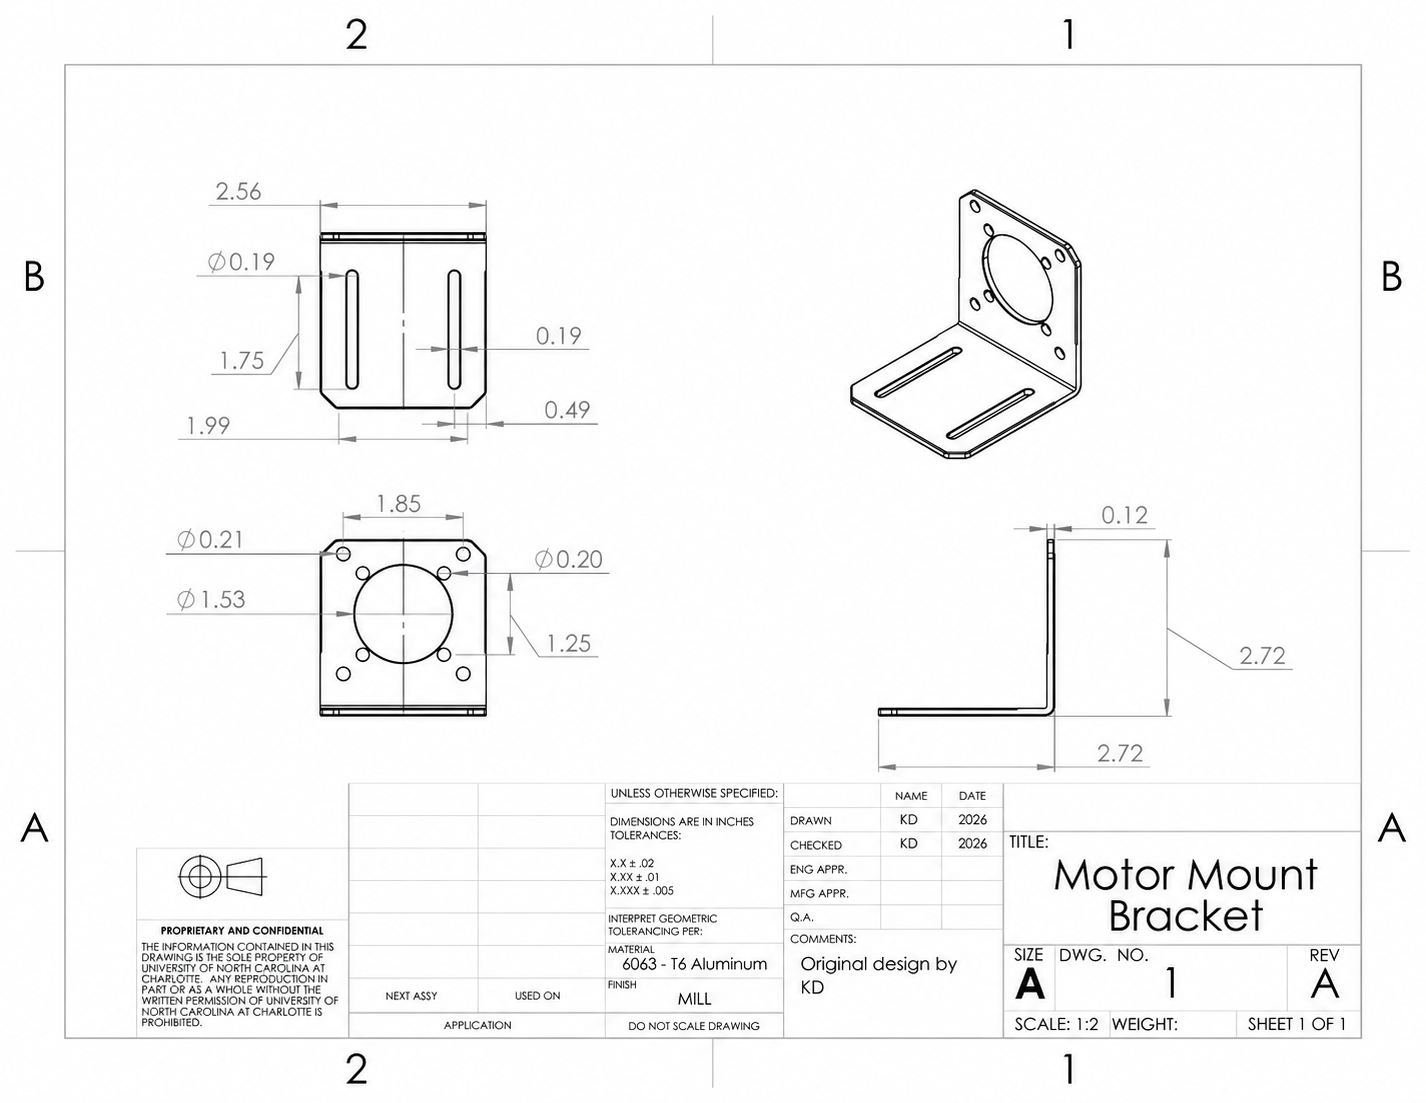 2
1
B
B
2.56
Ø0.19
1.75
0.19
0.49
1.99
1.85
Ø0.21
Ø0.20
Ø1.53
1.25
0.12
2.72
2.72
A
A
UNLESS OTHERWISE SPECIFIED:
DIMENSIONS ARE IN INCHES
TOLERANCES:
X.X ± .02
X.XX ± .01
X.XXX ± .005
INTERPRET GEOMETRIC
TOLERANCING PER:
MATERIAL
6063 - T6 Aluminum
FINISH
MILL
DO NOT SCALE DRAWING
NAME DATE
DRAWN KD 2026
CHECKED KD 2026
ENG APPR.
MFG APPR.
Q.A.
COMMENTS:
Original design by
KD
TITLE:
Motor Mount
Bracket
SIZE DWG. NO. REV
A 1 A
SCALE: 1:2 WEIGHT: SHEET 1 OF 1
PROPRIETARY AND CONFIDENTIAL
THE INFORMATION CONTAINED IN THIS
DRAWING IS THE SOLE PROPERTY OF
UNIVERSITY OF NORTH CAROLINA AT
CHARLOTTE. ANY REPRODUCTION IN
PART OR AS A WHOLE WITHOUT THE
WRITTEN PERMISSION OF UNIVERSITY OF
NORTH CAROLINA AT CHARLOTTE IS
PROHIBITED.
NEXT ASSY USED ON
APPLICATION
2
1